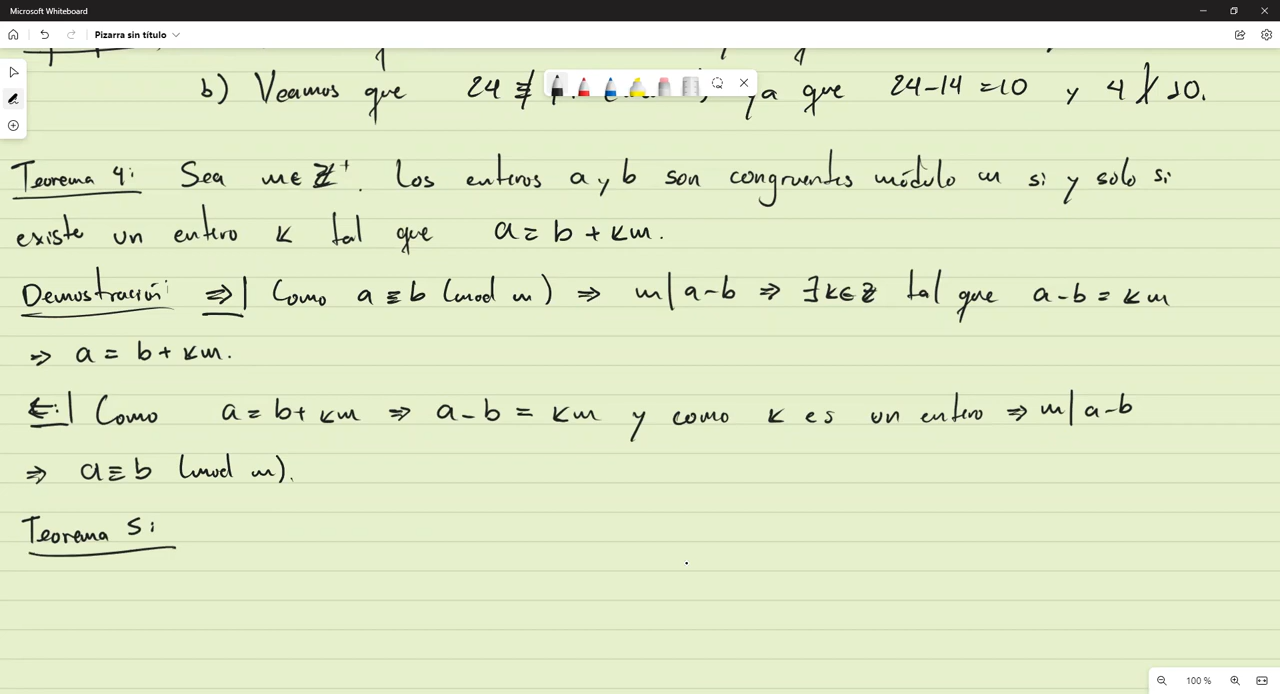 Microsoft Whiteboard
Pizarra sin título
b) Veamos que 24 ≢ ya que 24-14=10 y 4∤10.
Teorema 4: Sea m∈ℤ⁺. Los enteros a y b son congruentes módulo m si y solo si
existe un entero k tal que a = b + km.
Demostración: ⇒| Como a≡b (mod m) ⇒ m|a-b ⇒ ∃k∈ℤ tal que a-b = km
⇒ a = b + km.
⇐:| Como a = b+km ⇒ a-b = km y como k es un entero ⇒ m|a-b
⇒ a≡b (mod m).
Teorema 5:
100 %